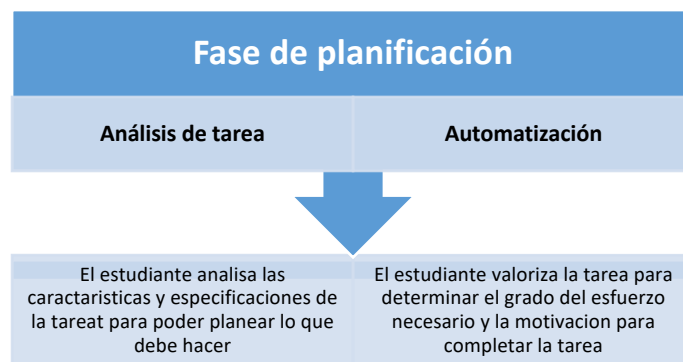 Fase de planificación
Análisis de tarea
Automatización
El estudiante analisa las
caractaristicas y especificaciones de
la tareat para poder planear lo que
debe hacer
El estudiante valoriza la tarea para
determinar el grado del esfuerzo
necesario y la motivacion para
completar la tarea